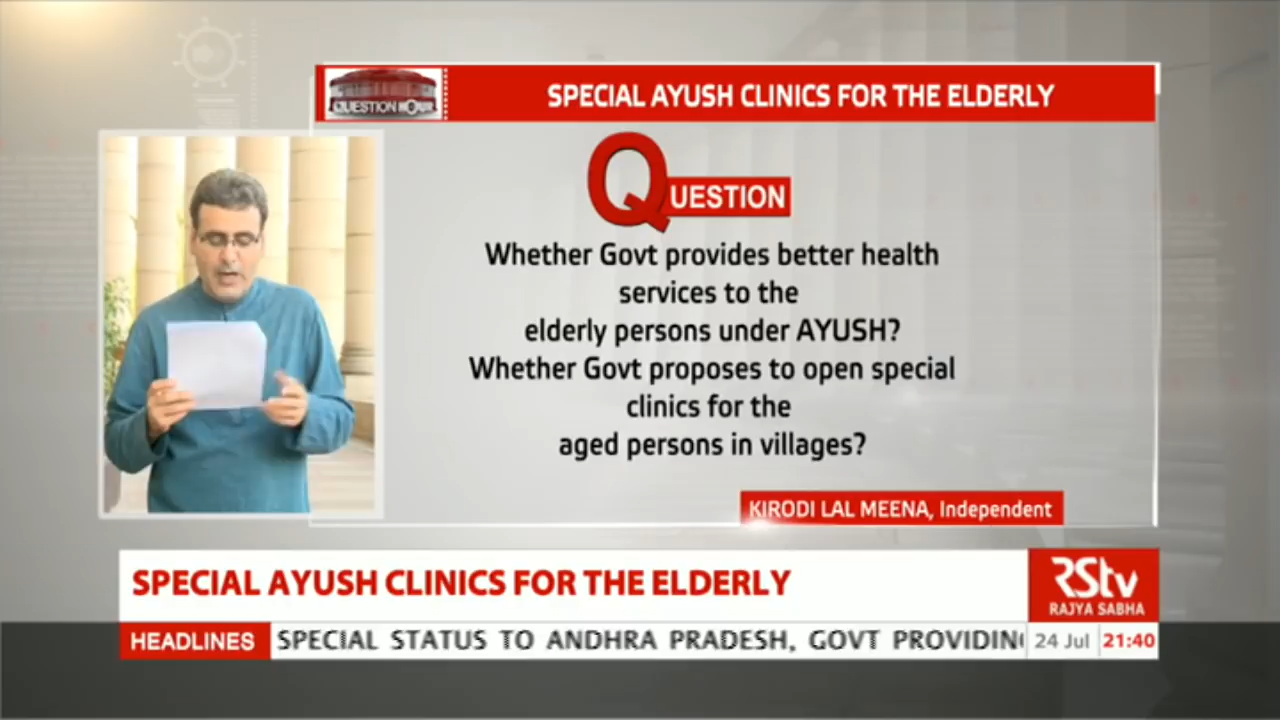 QUESTION HOUR
SPECIAL AYUSH CLINICS FOR THE ELDERLY
QUESTION
Whether Govt provides better health
services to the
elderly persons under AYUSH?
Whether Govt proposes to open special
clinics for the
aged persons in villages?
KIRODI LAL MEENA, Independent
SPECIAL AYUSH CLINICS FOR THE ELDERLY
RStv
RAJYA SABHA
HEADLINES SPECIAL STATUS TO ANDHRA PRADESH, GOVT PROVIDIN 24 Jul 21:40